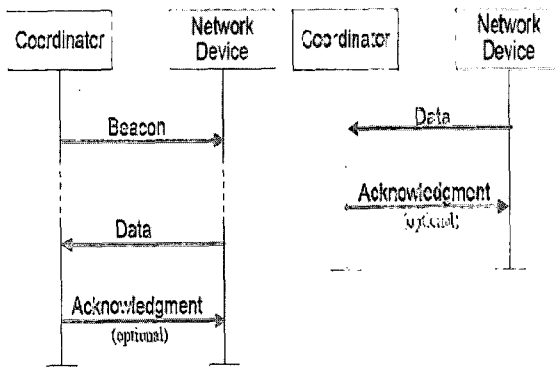 Coordinator
Network
Device
Beacon
Data
Acknowledgment
(optional)
Coordinator
Network
Device
Data
Acknowledgment
(optional)